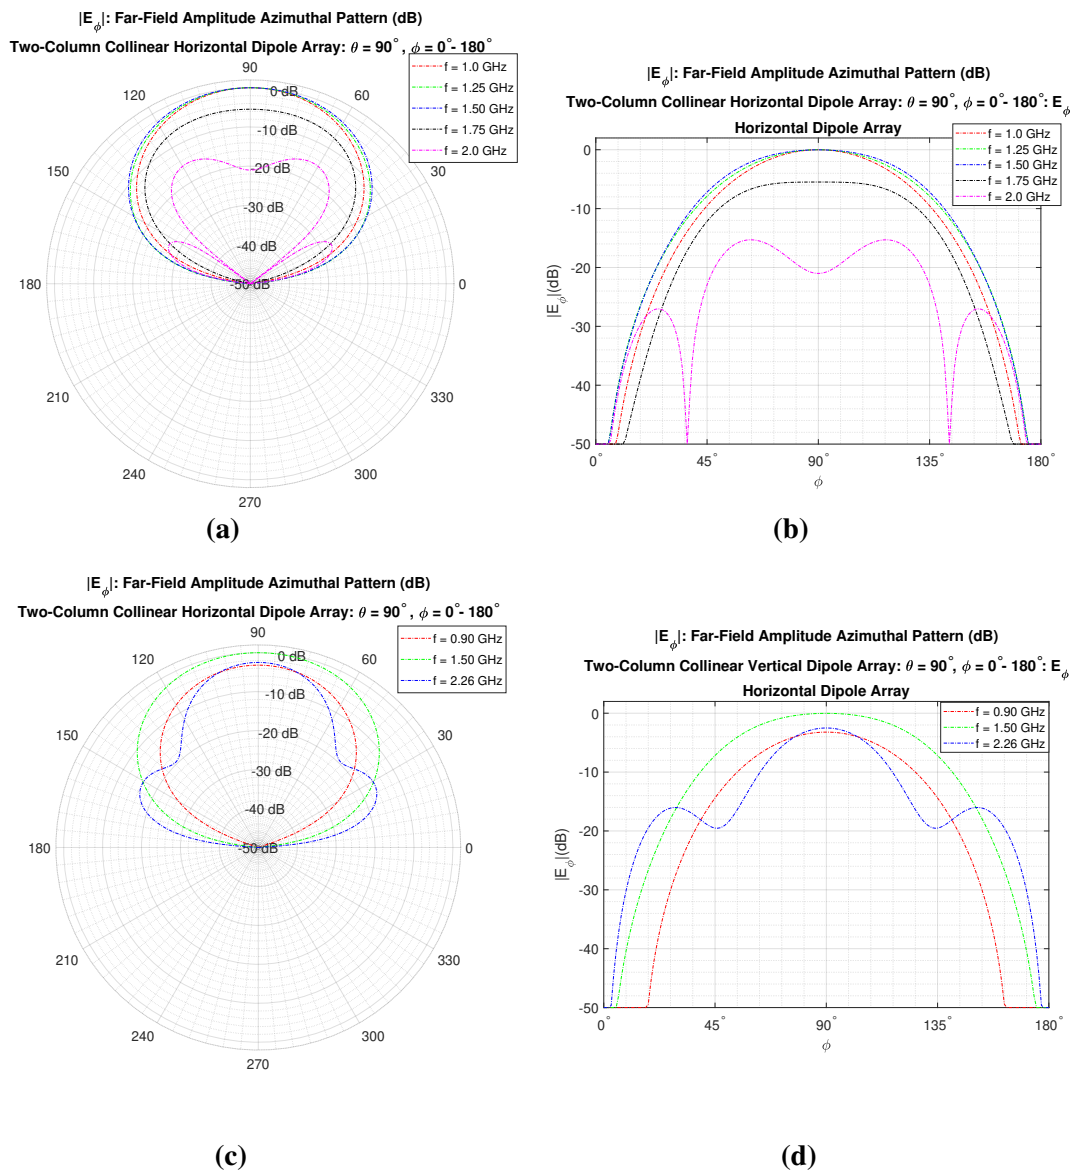 |E_ϕ|: Far-Field Amplitude Azimuthal Pattern (dB)
Two-Column Collinear Horizontal Dipole Array: θ = 90°, ϕ = 0°- 180°
90
120
60
150
30
180
0
210
330
240
300
270
0 dB
-10 dB
-20 dB
-30 dB
-40 dB
-50 dB
f = 1.0 GHz
f = 1.25 GHz
f = 1.50 GHz
f = 1.75 GHz
f = 2.0 GHz
(a)
|E_ϕ|: Far-Field Amplitude Azimuthal Pattern (dB)
Two-Column Collinear Horizontal Dipole Array: θ = 90°, ϕ = 0°- 180°: E_ϕ
Horizontal Dipole Array
f = 1.0 GHz
f = 1.25 GHz
f = 1.50 GHz
f = 1.75 GHz
f = 2.0 GHz
|E_ϕ|(dB)
0
-10
-20
-30
-40
-50
0°
45°
90°
135°
180°
ϕ
(b)
|E_ϕ|: Far-Field Amplitude Azimuthal Pattern (dB)
Two-Column Collinear Horizontal Dipole Array: θ = 90°, ϕ = 0°- 180°
90
120
60
150
30
180
0
210
330
240
300
270
0 dB
-10 dB
-20 dB
-30 dB
-40 dB
-50 dB
f = 0.90 GHz
f = 1.50 GHz
f = 2.26 GHz
(c)
|E_ϕ|: Far-Field Amplitude Azimuthal Pattern (dB)
Two-Column Collinear Vertical Dipole Array: θ = 90°, ϕ = 0°- 180°: E_ϕ
Horizontal Dipole Array
f = 0.90 GHz
f = 1.50 GHz
f = 2.26 GHz
|E_ϕ|(dB)
0
-10
-20
-30
-40
-50
0°
45°
90°
135°
180°
ϕ
(d)